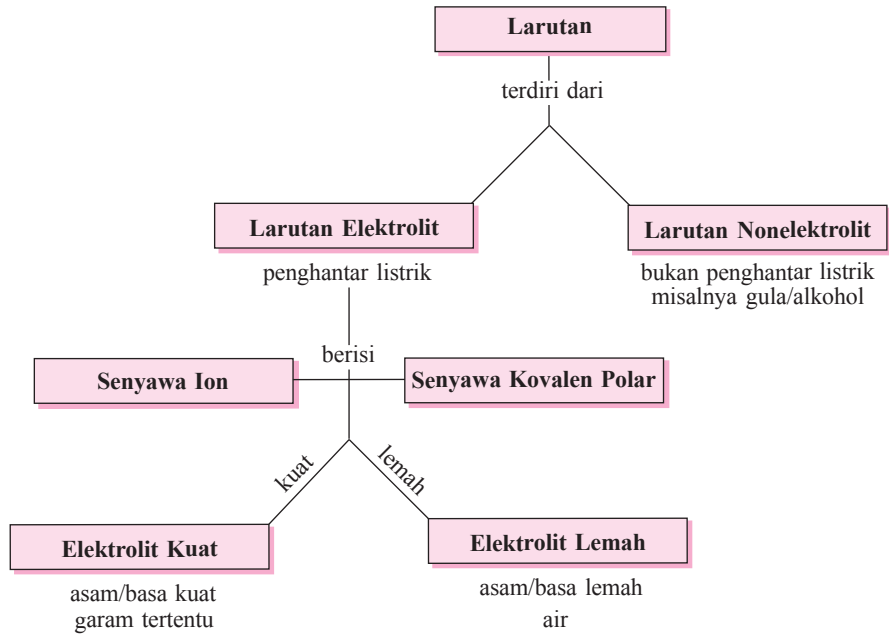 Larutan
terdiri dari
Larutan Elektrolit
penghantar listrik
Larutan Nonelektrolit
bukan penghantar listrik
misalnya gula/alkohol
berisi
Senyawa Ion
Senyawa Kovalen Polar
kuat
lemah
Elektrolit Kuat
asam/basa kuat
garam tertentu
Elektrolit Lemah
asam/basa lemah
air